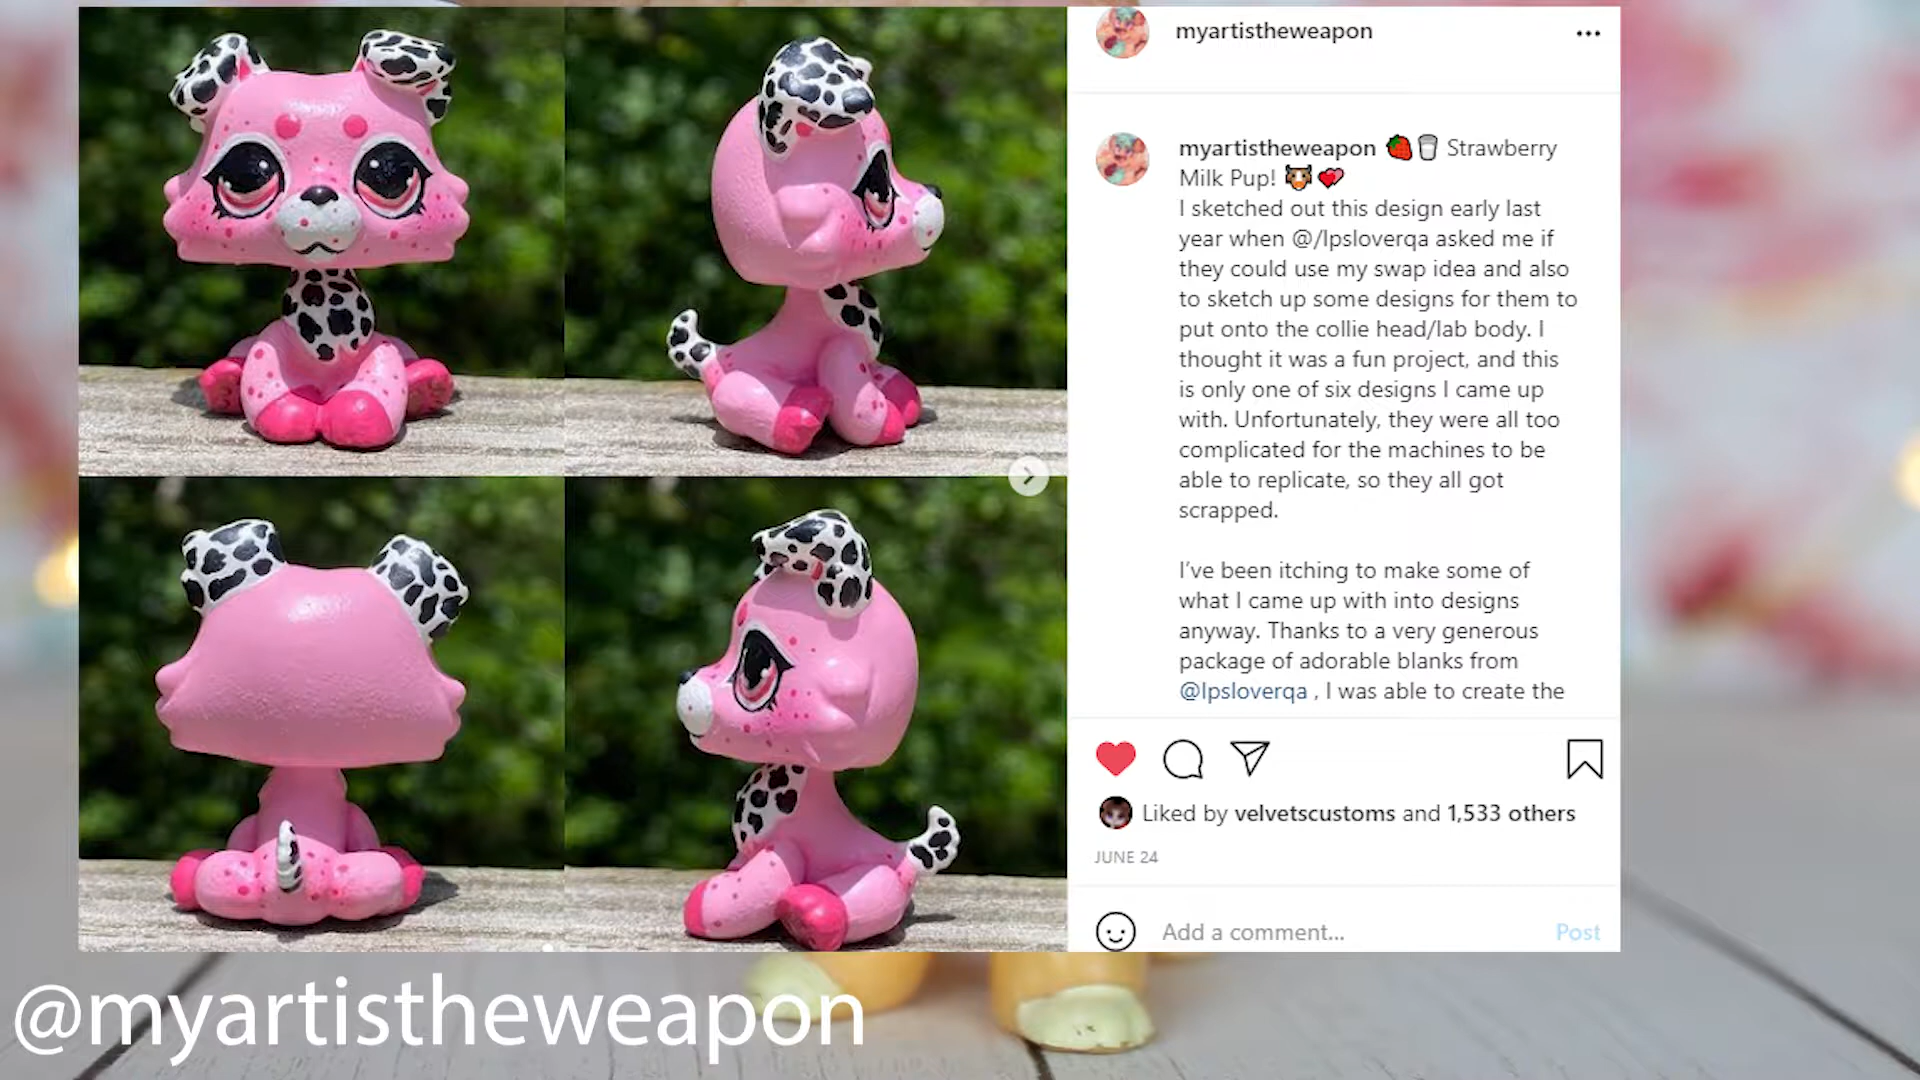 myartistheweapon
myartistheweapon 🍓🥛 Strawberry
Milk Pup! 🐮💕
I sketched out this design early last
year when @/lpsloverqa asked me if
they could use my swap idea and also
to sketch up some designs for them to
put onto the collie head/lab body. I
thought it was a fun project, and this
is only one of six designs I came up
with. Unfortunately, they were all too
complicated for the machines to be
able to replicate, so they all got
scrapped.
I've been itching to make some of
what I came up with into designs
anyway. Thanks to a very generous
package of adorable blanks from
@lpsloverqa , I was able to create the
Liked by velvetscustoms and 1,533 others
JUNE 24
Add a comment...
Post
@myartistheweapon